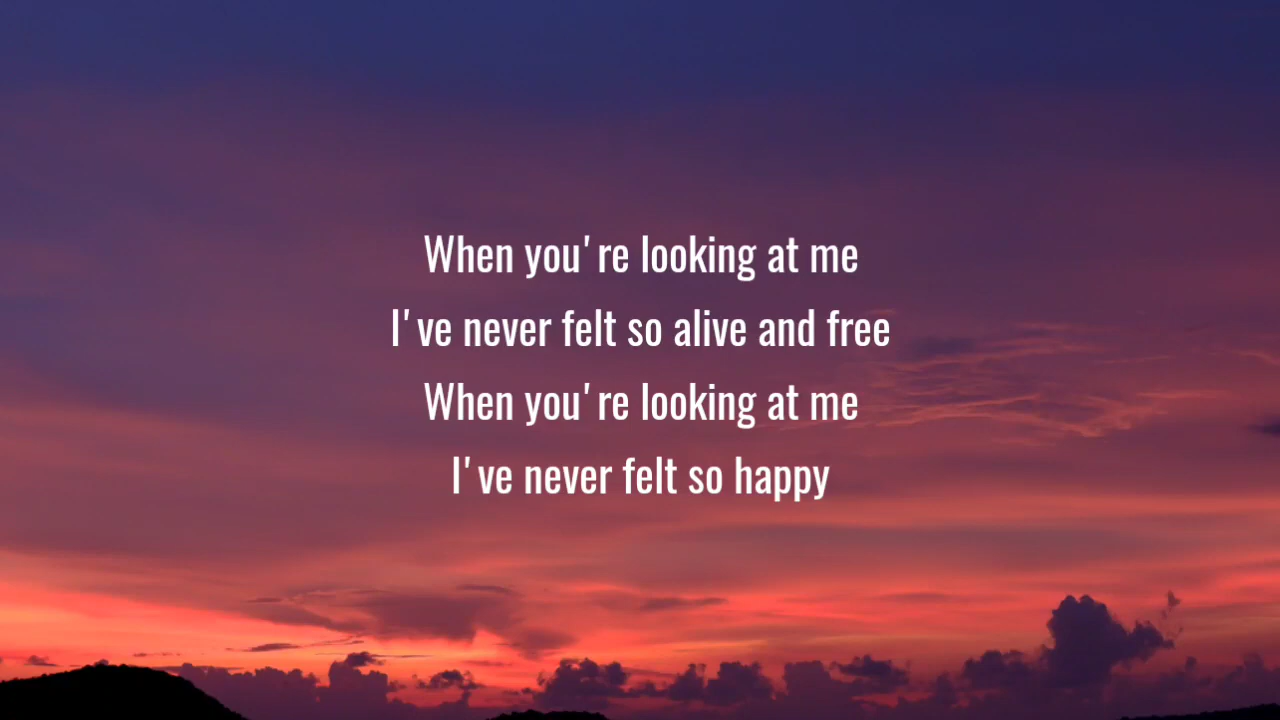 When you're looking at me
I've never felt so alive and free
When you're looking at me
I've never felt so happy